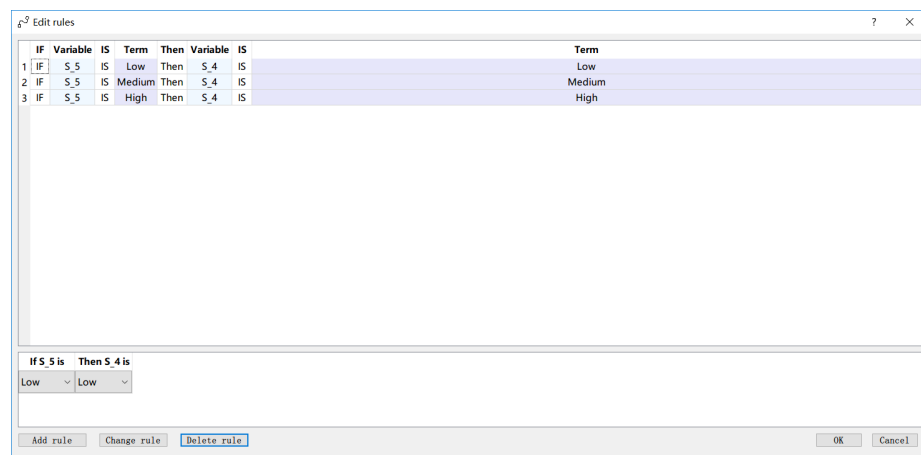 Edit rules ? ×
IF Variable IS Term Then Variable IS Term
1 IF S_5 IS Low Then S_4 IS Low
2 IF S_5 IS Medium Then S_4 IS Medium
3 IF S_5 IS High Then S_4 IS High
If S_5 is Then S_4 is
Low Low
Add rule Change rule Delete rule OK Cancel